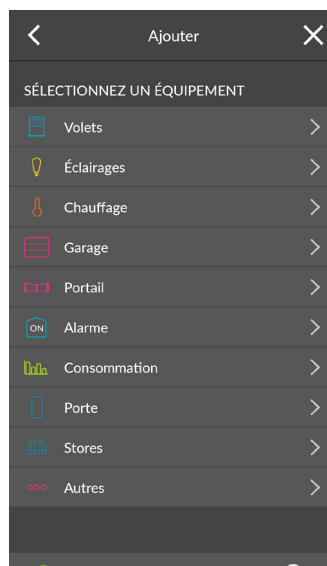 Ajouter
SÉLECTIONNEZ UN ÉQUIPEMENT
Volets
Éclairages
Chauffage
Garage
Portail
ON Alarme
Consommation
Porte
Stores
Autres